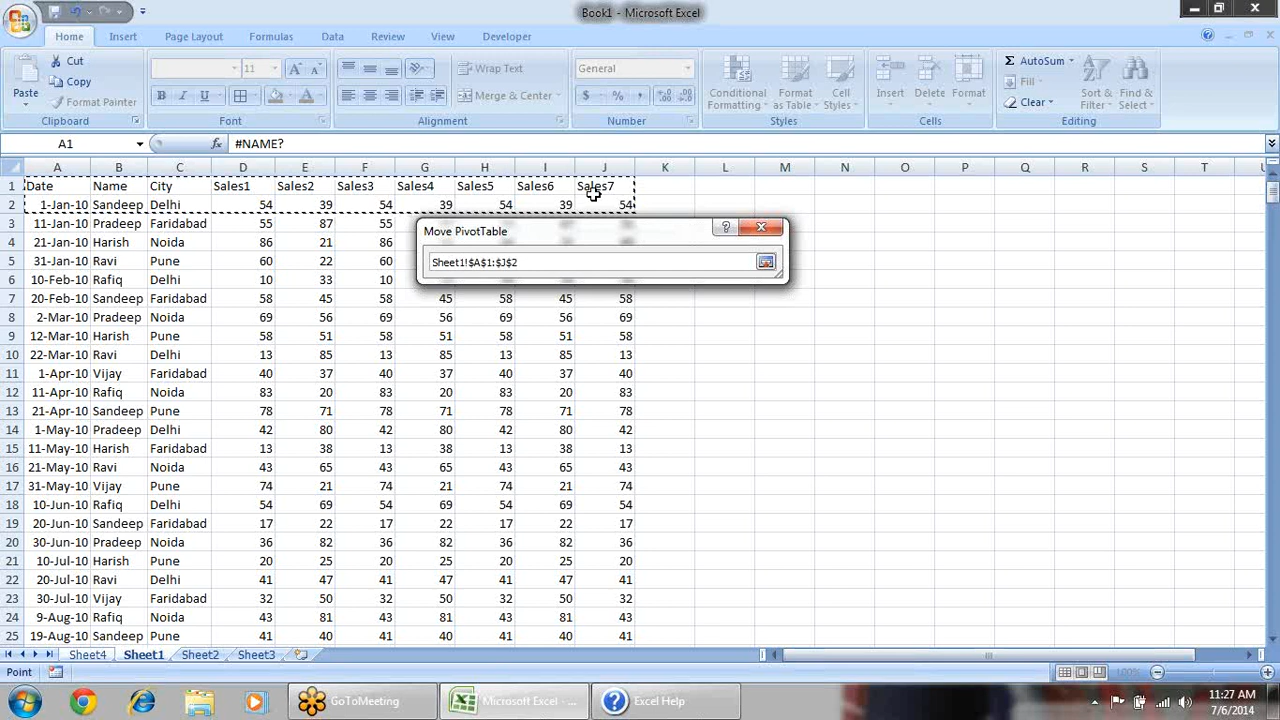 Book1 - Microsoft Excel
Home Insert Page Layout Formulas Data Review View Developer
Paste Cut Copy Format Painter
11
Wrap Text
Merge & Center
General
$ % ,
Conditional Formatting Format as Table Cell Styles
Insert Delete Format
AutoSum Fill Clear
Sort & Filter Find & Select
Clipboard Font Alignment Number Styles Cells Editing
A1 fx #NAME?
A B C D E F G H I J K L M N O P Q R S T U
1 Date Name City Sales1 Sales2 Sales3 Sales4 Sales5 Sales6 Sales7
2 1-Jan-10 Sandeep Delhi 54 39 54 39 54 39 54
3 11-Jan-10 Pradeep Faridabad 55 87 55
4 21-Jan-10 Harish Noida 86 21 86
5 31-Jan-10 Ravi Pune 60 22 60
6 10-Feb-10 Rafiq Delhi 10 33 10
Move PivotTable
Sheet1!$A$1:$J$2
7 20-Feb-10 Sandeep Faridabad 58 45 58 45 58 45 58
8 2-Mar-10 Pradeep Noida 69 56 69 56 69 56 69
9 12-Mar-10 Harish Pune 58 51 58 51 58 51 58
10 22-Mar-10 Ravi Delhi 13 85 13 85 13 85 13
11 1-Apr-10 Vijay Faridabad 40 37 40 37 40 37 40
12 11-Apr-10 Rafiq Noida 83 20 83 20 83 20 83
13 21-Apr-10 Sandeep Pune 78 71 78 71 78 71 78
14 1-May-10 Pradeep Delhi 42 80 42 80 42 80 42
15 11-May-10 Harish Faridabad 13 38 13 38 13 38 13
16 21-May-10 Ravi Noida 43 65 43 65 43 65 43
17 31-May-10 Vijay Pune 74 21 74 21 74 21 74
18 10-Jun-10 Rafiq Delhi 54 69 54 69 54 69 54
19 20-Jun-10 Sandeep Faridabad 17 22 17 22 17 22 17
20 30-Jun-10 Pradeep Noida 36 82 36 82 36 82 36
21 10-Jul-10 Harish Pune 20 25 20 25 20 25 20
22 20-Jul-10 Ravi Delhi 41 47 41 47 41 47 41
23 30-Jul-10 Vijay Faridabad 32 50 32 50 32 50 32
24 9-Aug-10 Rafiq Noida 43 81 43 81 43 81 43
25 19-Aug-10 Sandeep Pune 41 40 41 40 41 40 41
Sheet4 Sheet1 Sheet2 Sheet3
Point 100%
GoToMeeting Microsoft Excel - ... Excel Help
11:27 AM
7/6/2014